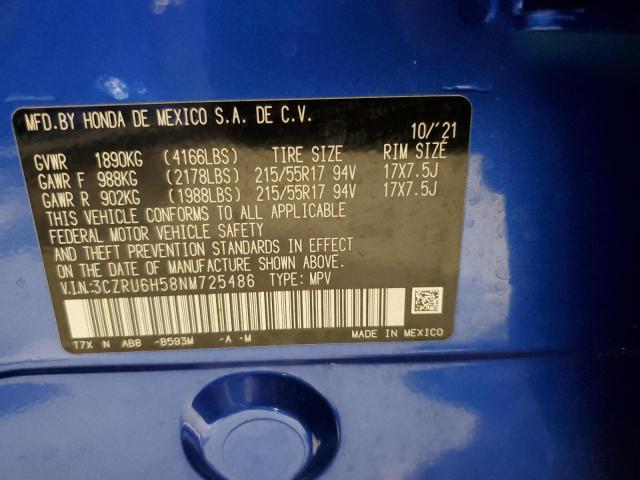 MFD.BY HONDA DE MEXICO S.A. DE C.V. 10/'21
GVWR 1890KG (4166LBS) TIRE SIZE RIM SIZE
GAWR F 988KG (2178LBS) 215/55R17 94V 17X7.5J
GAWR R 902KG (1988LBS) 215/55R17 94V 17X7.5J
THIS VEHICLE CONFORMS TO ALL APPLICABLE
FEDERAL MOTOR VEHICLE SAFETY
AND THEFT PREVENTION STANDARDS IN EFFECT
ON THE DATE OF MANUFACTURE SHOWN ABOVE.
V.I.N.:3CZRU6H58NM725486 TYPE: MPV
T7X N AB8 -B593M -A -M MADE IN MEXICO